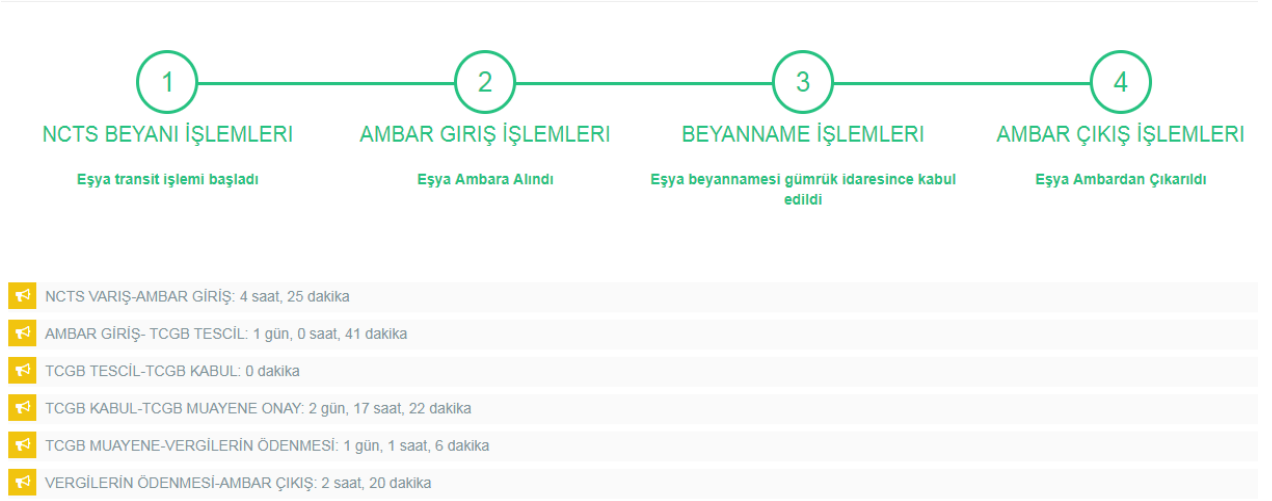 1
2
3
4
NCTS BEYANI İŞLEMLERİ
AMBAR GIRIŞ İŞLEMLERİ
BEYANNAME İŞLEMLERİ
AMBAR ÇIKIŞ İŞLEMLERİ
Eşya transit işlemi başladı
Eşya Ambara Alındı
Eşya beyannamesi gümrük idaresince kabul
edildi
Eşya Ambardan Çıkarıldı
NCTS VARIŞ-AMBAR GİRİŞ: 4 saat, 25 dakika
AMBAR GİRİŞ- TCGB TESCİL: 1 gün, 0 saat, 41 dakika
TCGB TESCİL-TCGB KABUL: 0 dakika
TCGB KABUL-TCGB MUAYENE ONAY: 2 gün, 17 saat, 22 dakika
TCGB MUAYENE-VERGİLERİN ÖDENMESİ: 1 gün, 1 saat, 6 dakika
VERGİLERİN ÖDENMESİ-AMBAR ÇIKIŞ: 2 saat, 20 dakika